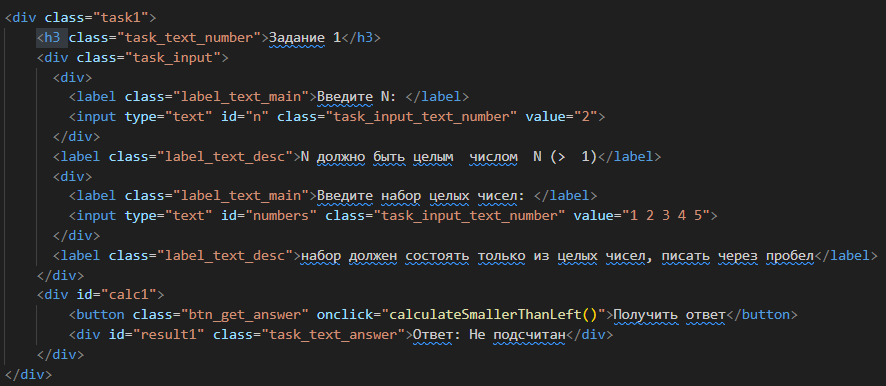 <div class="task1">
<h3 class="task_text_number">Задание 1</h3>
<div class="task_input">
<div>
<label class="label_text_main">Введите N: </label>
<input type="text" id="n" class="task_input_text_number" value="2">
</div>
<label class="label_text_desc">N должно быть целым  числом  N (>  1)</label>
<div>
<label class="label_text_main">Введите набор целых чисел: </label>
<input type="text" id="numbers" class="task_input_text_number" value="1 2 3 4 5">
</div>
<label class="label_text_desc">набор должен состоять только из целых чисел, писать через пробел</label>
</div>
<div id="calc1">
<button class="btn_get_answer" onclick="calculateSmallerThanLeft()">Получить ответ</button>
<div id="result1" class="task_text_answer">Ответ: Не подсчитан</div>
</div>
</div>